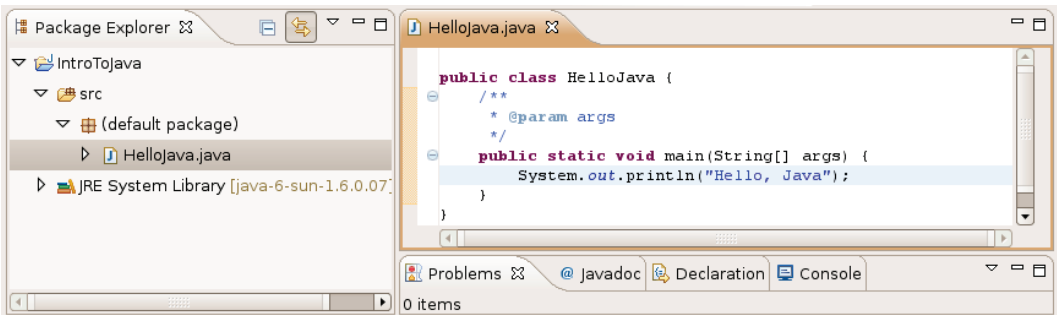 Package Explorer
IntroToJava
src
(default package)
HelloJava.java
JRE System Library [java-6-sun-1.6.0.07]
HelloJava.java
public class HelloJava {
/**
* @param args
*/
public static void main(String[] args) {
System.out.println("Hello, Java");
}
}
Problems @ Javadoc Declaration Console
0 items